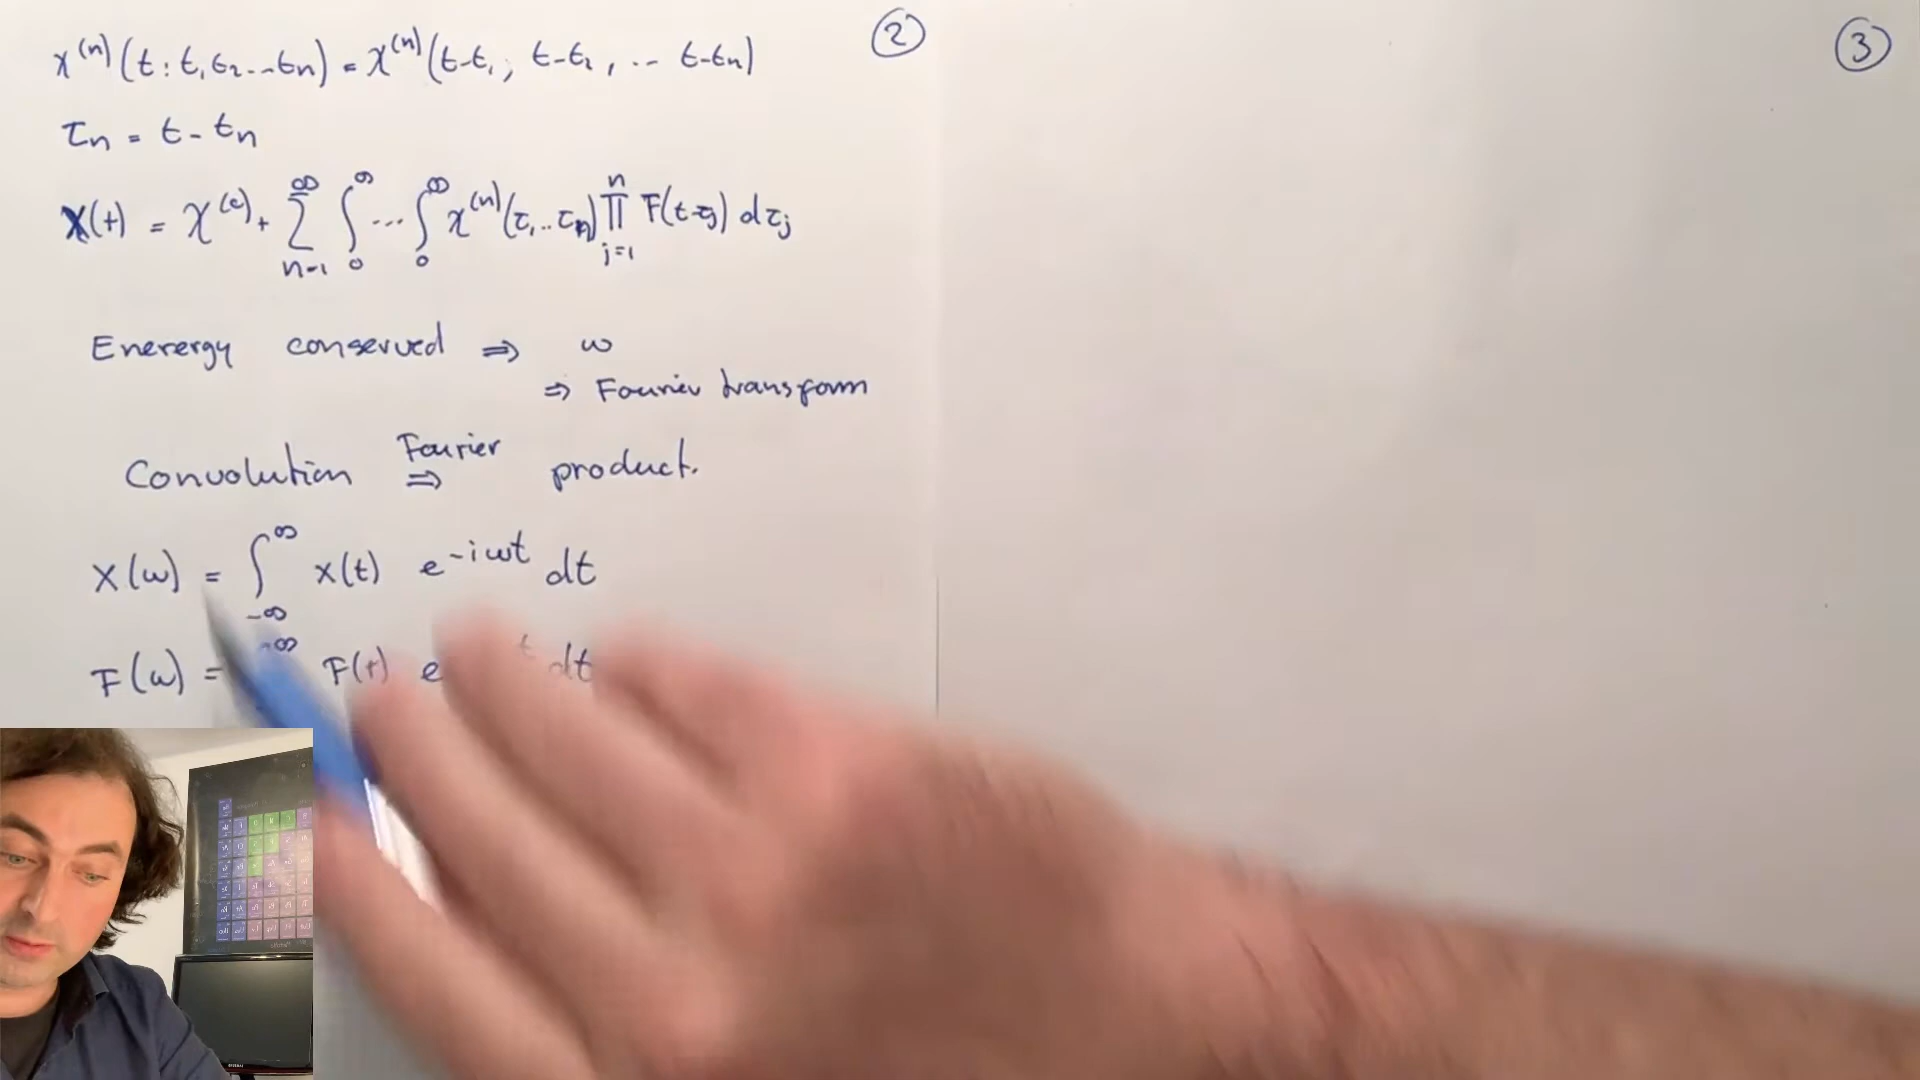 χ⁽ⁿ⁾(t: t₁t₂...tn) = χ⁽ⁿ⁾(t-t₁; t-t₂, .. t-tn)
②
③
τn = t - tn
X(t) = χ⁽⁰⁾ + ∑_{n=1}^{∞} ∫_0^∞ ... ∫_0^∞ χ⁽ⁿ⁾(τ₁..τn) ∏_{j=1}^{n} F(t-τj) dτj
Enerergy conserved ⇒ ω
⇒ Fourier transform
Convolution Fourier ⇒ product.
X(ω) = ∫_{-∞}^{∞} x(t) e^{-iωt} dt
F(ω) = ∞ F(t) e t dt